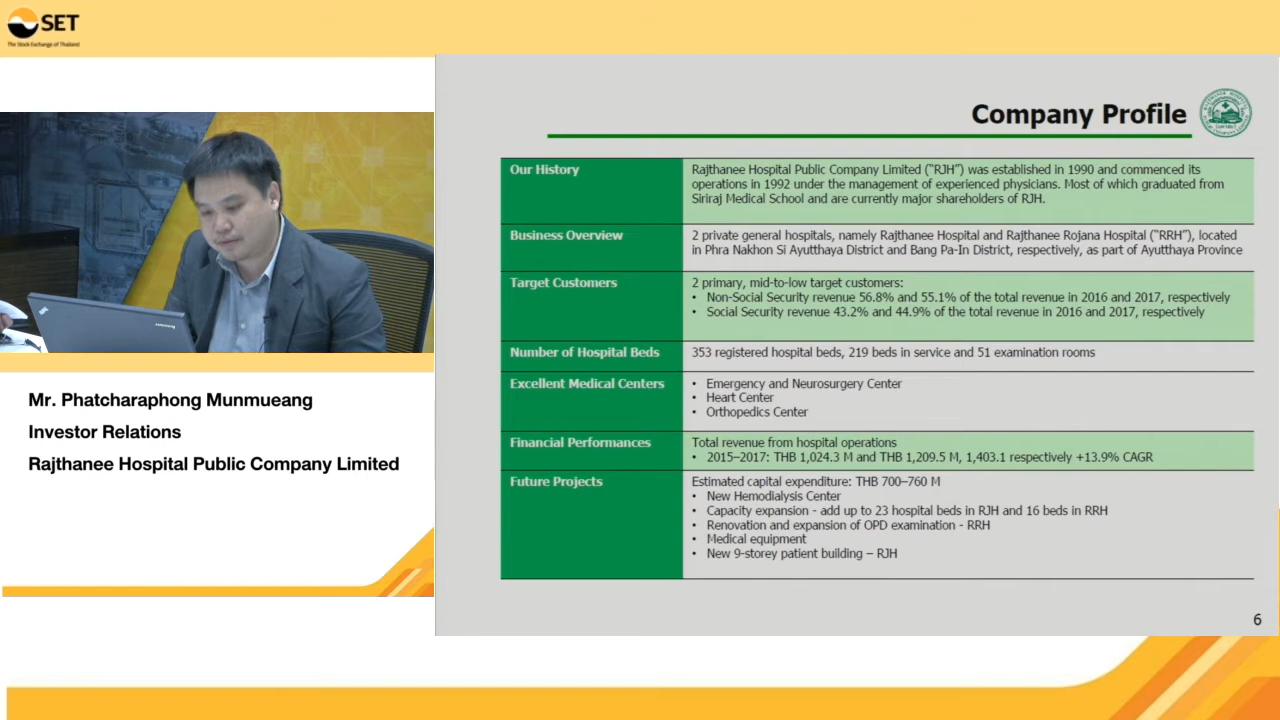 SET
The Stock Exchange of Thailand
Company Profile
Our History
Rajthanee Hospital Public Company Limited ("RJH") was established in 1990 and commenced its
operations in 1992 under the management of experienced physicians. Most of which graduated from
Siriraj Medical School and are currently major shareholders of RJH.
Business Overview
2 private general hospitals, namely Rajthanee Hospital and Rajthanee Rojana Hospital ("RRH"), located
in Phra Nakhon Si Ayutthaya District and Bang Pa-In District, respectively, as part of Ayutthaya Province
Target Customers
2 primary, mid-to-low target customers:
• Non-Social Security revenue 56.8% and 55.1% of the total revenue in 2016 and 2017, respectively
• Social Security revenue 43.2% and 44.9% of the total revenue in 2016 and 2017, respectively
Number of Hospital Beds
353 registered hospital beds, 219 beds in service and 51 examination rooms
Excellent Medical Centers
• Emergency and Neurosurgery Center
• Heart Center
• Orthopedics Center
Financial Performances
Total revenue from hospital operations
• 2015–2017: THB 1,024.3 M and THB 1,209.5 M, 1,403.1 respectively +13.9% CAGR
Future Projects
Estimated capital expenditure: THB 700–760 M
• New Hemodialysis Center
• Capacity expansion - add up to 23 hospital beds in RJH and 16 beds in RRH
• Renovation and expansion of OPD examination - RRH
• Medical equipment
• New 9-storey patient building – RJH
6
Mr. Phatcharaphong Munmueang
Investor Relations
Rajthanee Hospital Public Company Limited